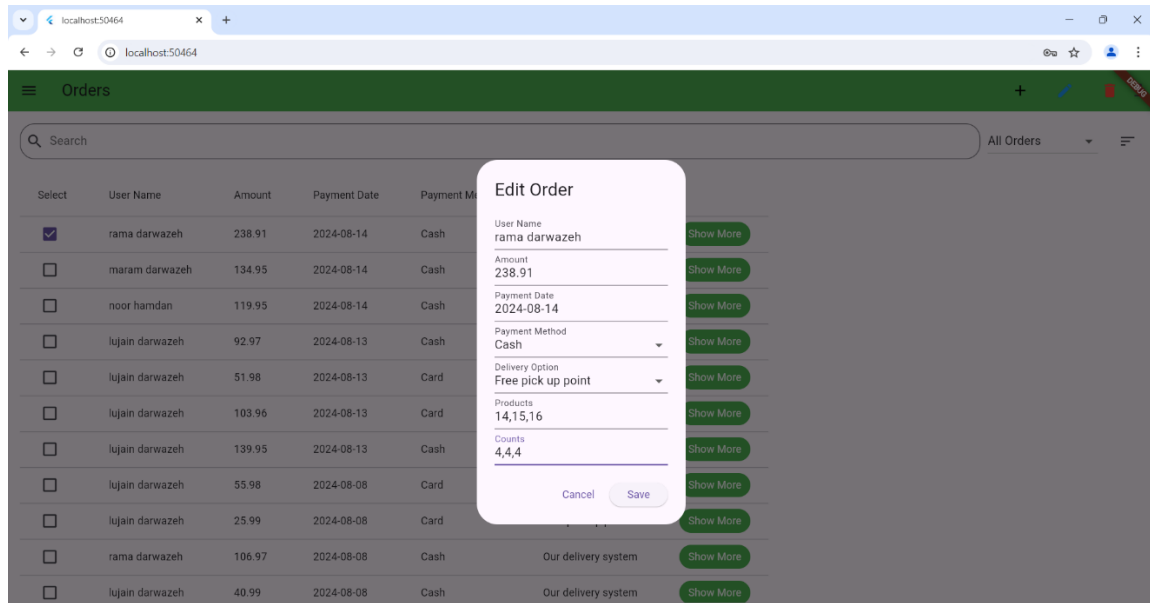 localhost:50464
localhost:50464
Orders
DEBUG
Search
All Orders
Select User Name Amount Payment Date Payment Me
rama darwazeh 238.91 2024-08-14 Cash Show More
maram darwazeh 134.95 2024-08-14 Cash Show More
noor hamdan 119.95 2024-08-14 Cash Show More
lujain darwazeh 92.97 2024-08-13 Cash Show More
lujain darwazeh 51.98 2024-08-13 Card Show More
lujain darwazeh 103.96 2024-08-13 Card Show More
lujain darwazeh 139.95 2024-08-13 Cash Show More
lujain darwazeh 55.98 2024-08-08 Card Show More
lujain darwazeh 25.99 2024-08-08 Card Show More
rama darwazeh 106.97 2024-08-08 Cash Our delivery system Show More
lujain darwazeh 40.99 2024-08-08 Cash Our delivery system Show More
Edit Order
User Name
rama darwazeh
Amount
238.91
Payment Date
2024-08-14
Payment Method
Cash
Delivery Option
Free pick up point
Products
14,15,16
Counts
4,4,4
Cancel Save